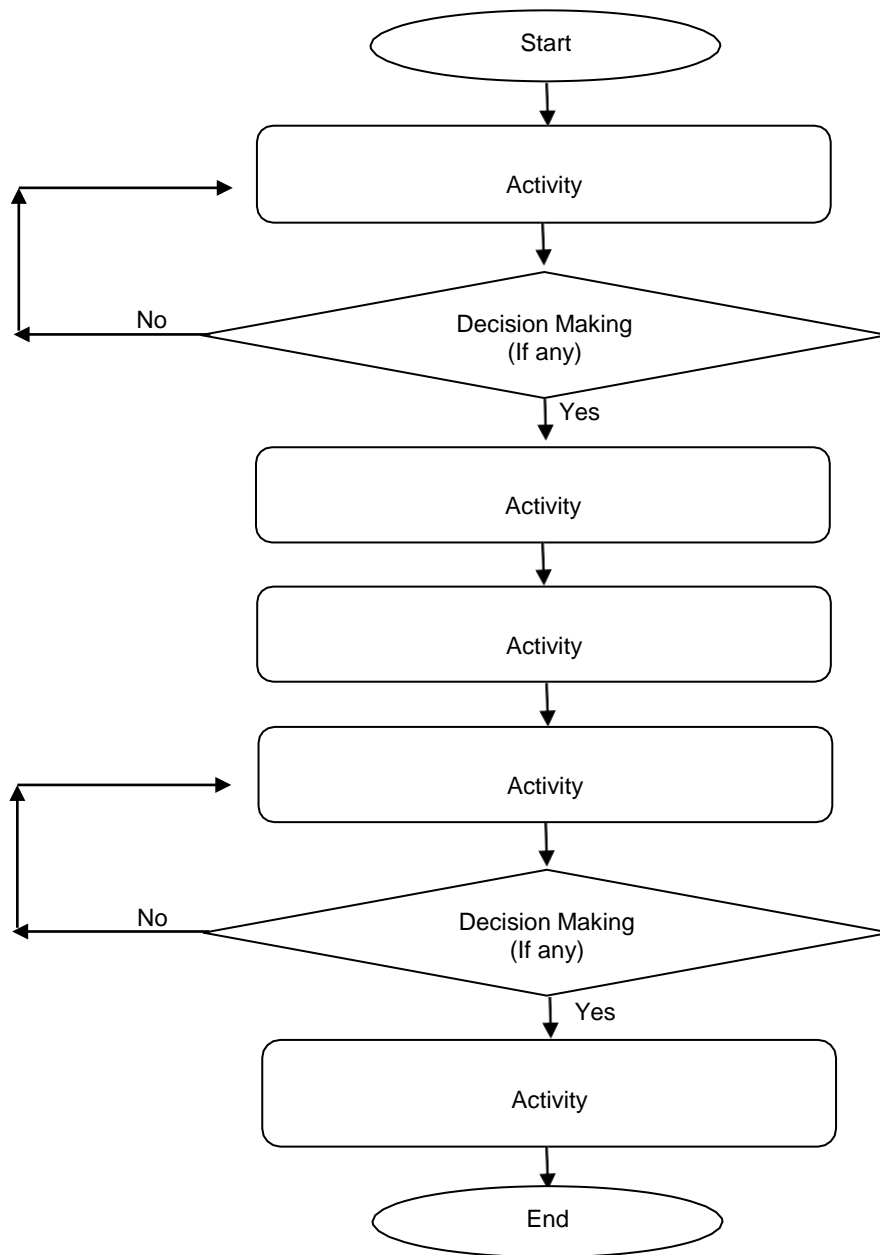 Start
Activity
No
Decision Making
(If any)
Yes
Activity
Activity
Activity
No
Decision Making
(If any)
Yes
Activity
End